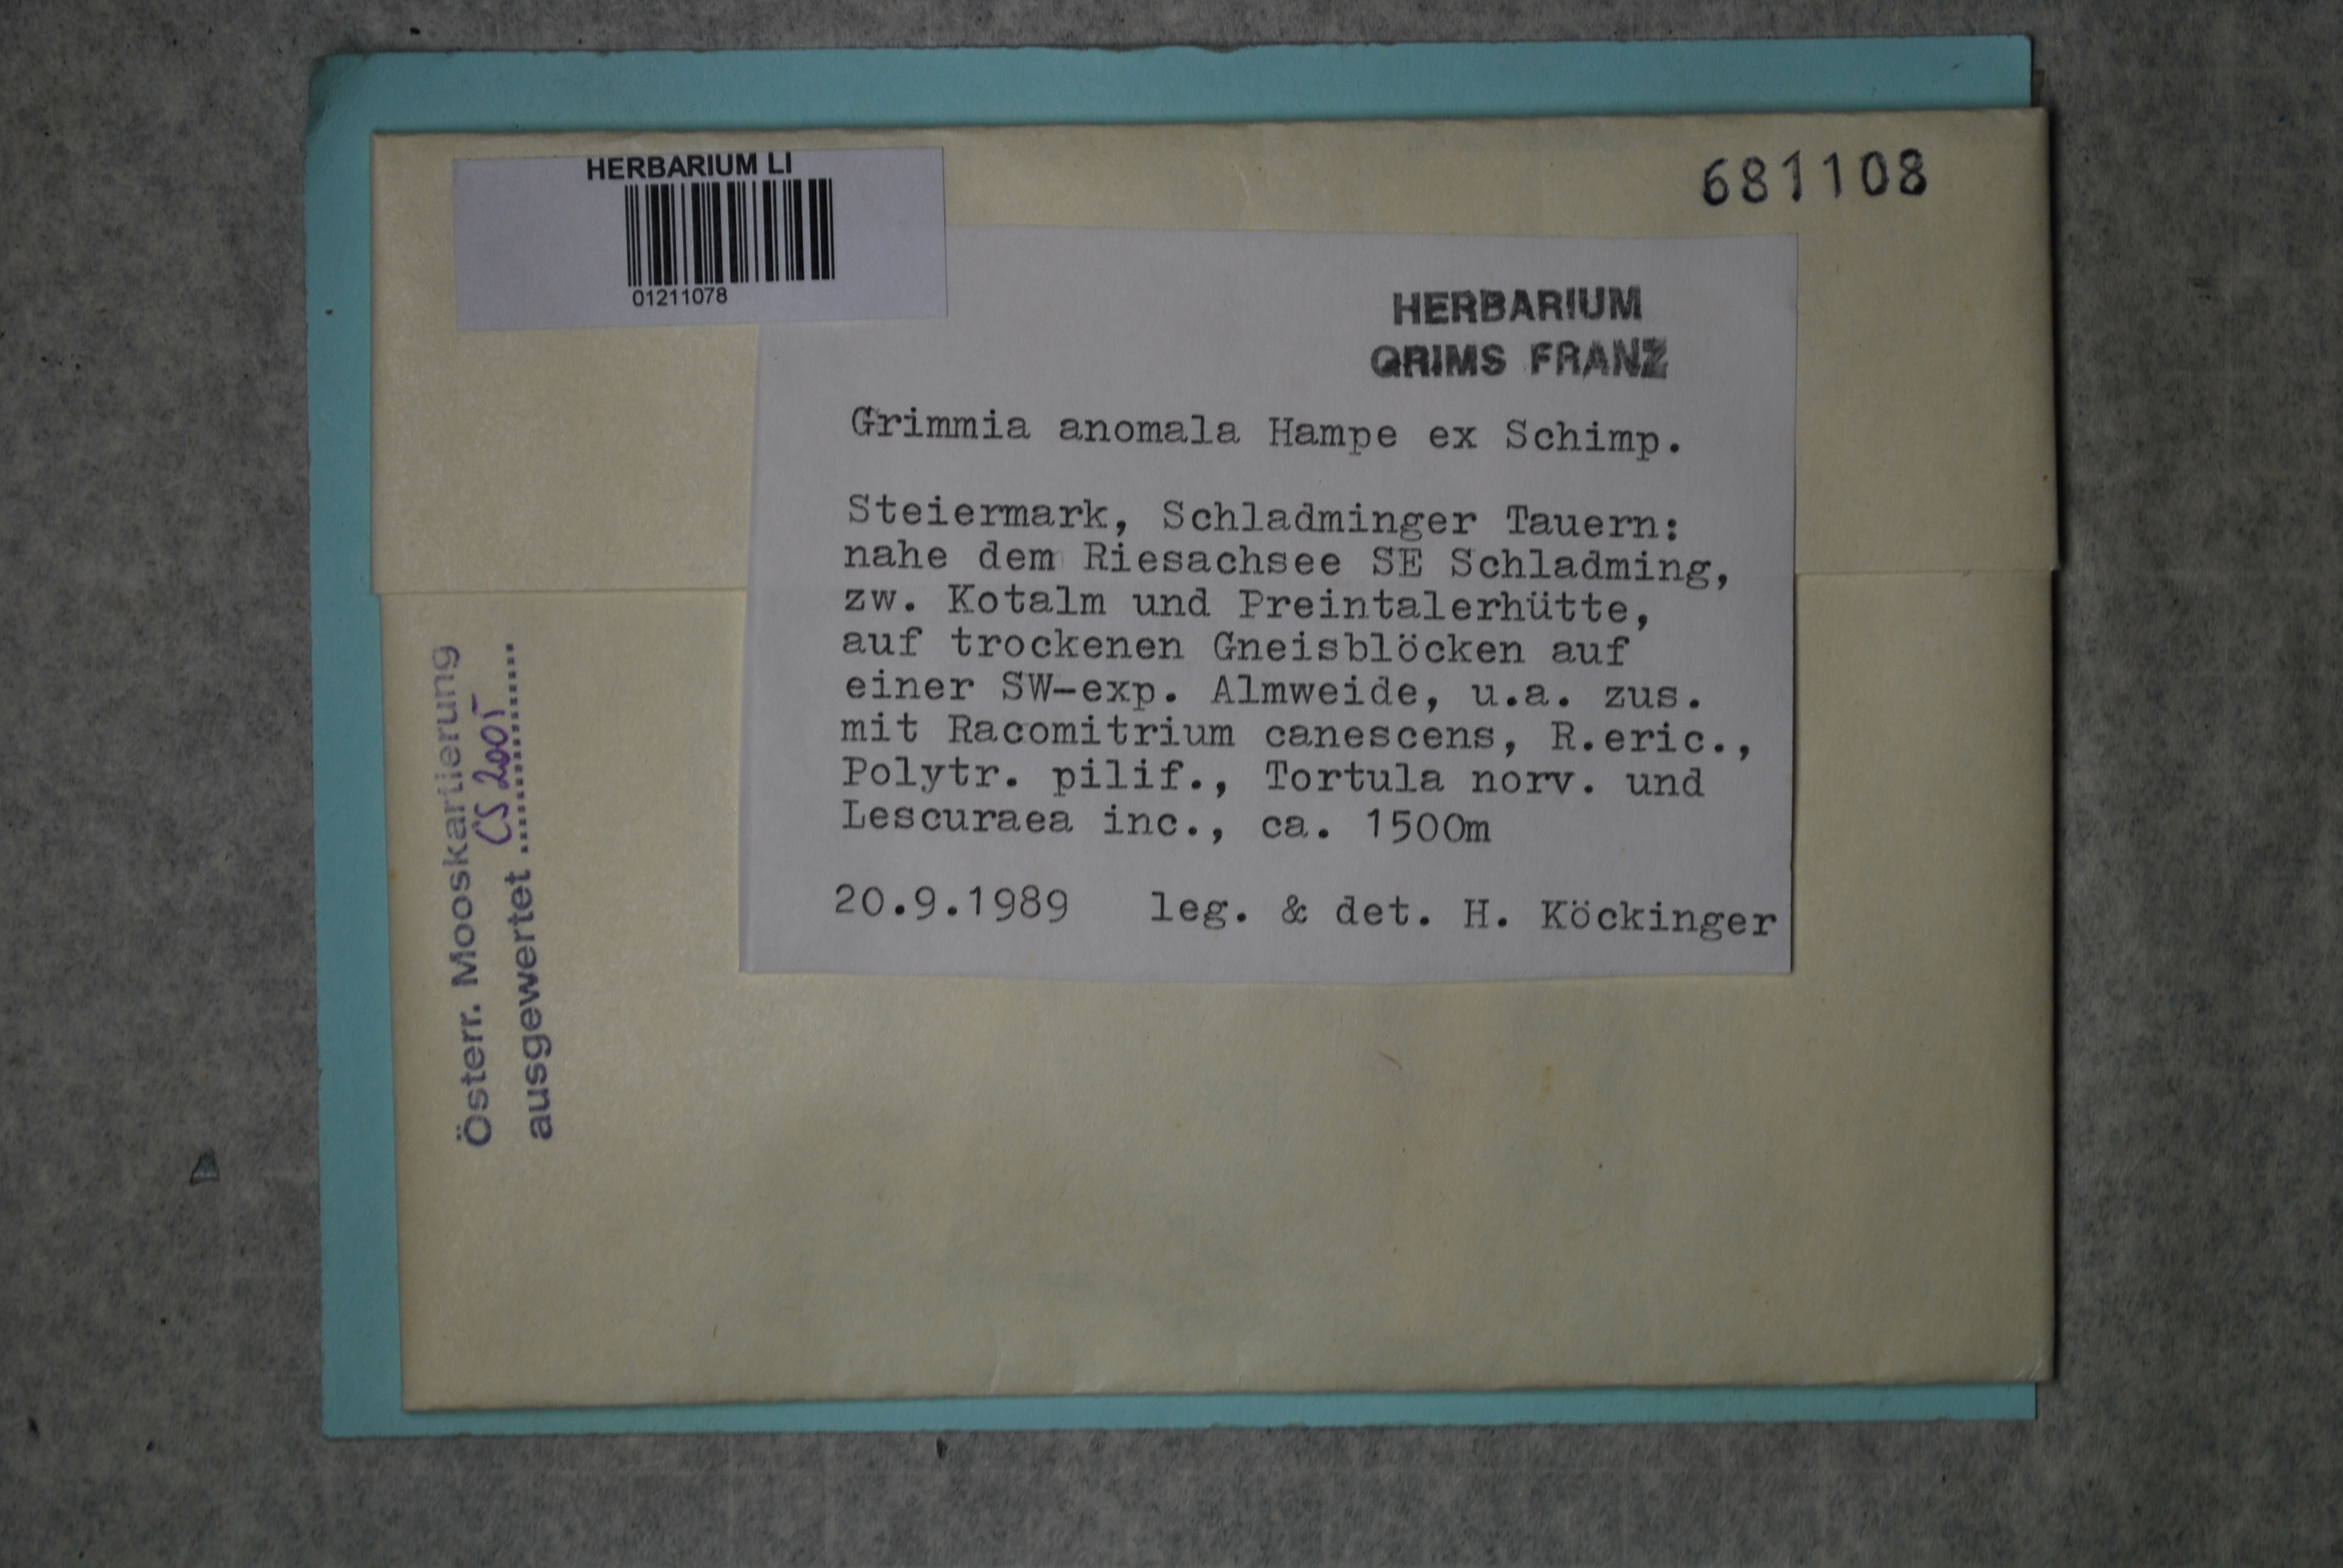 HERBARIUM LI
01211078
681108
HERBARIUM
GRIMS FRANZ
Grimmia anomala Hampe ex Schimp.
Steiermark, Schladminger Tauern:
nahe dem Riesachsee SE Schladming,
zw. Kotalm und Preintalerhütte,
auf trockenen Gneisblöcken auf
einer SW-exp. Almweide, u.a. zus.
mit Racomitrium canescens, R.eric.,
Polytr. pilif., Tortula norv. und
Lescuraea inc., ca. 1500m
20.9.1989 leg. & det. H. Köckinger
Österr. Mooskartierung
ausgewertet CS 2005